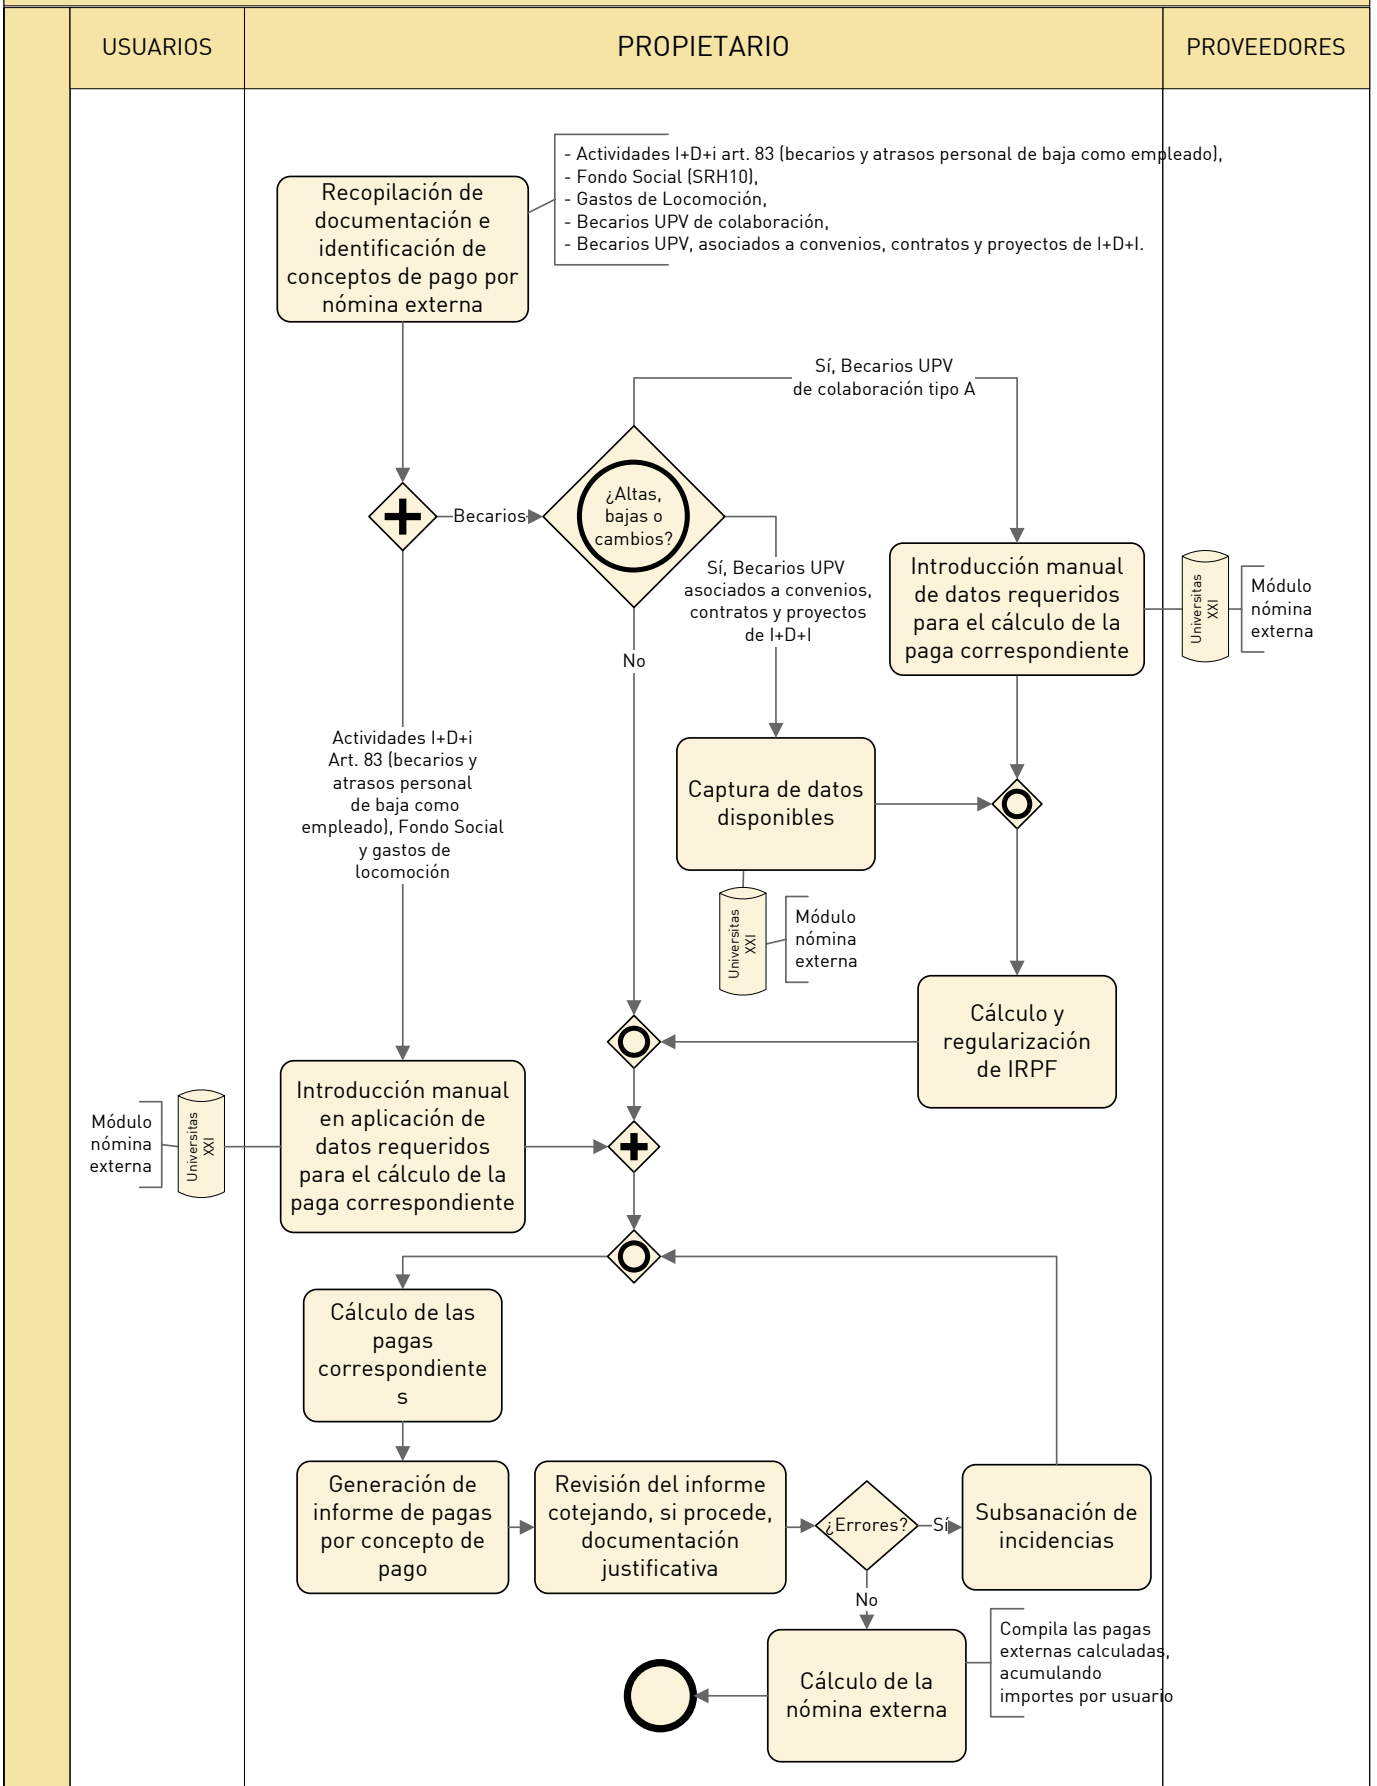 USUARIOS
PROPIETARIO
PROVEEDORES
Recopilación de
documentación e
identificación de
conceptos de pago por
nómina externa
- Actividades I+D+i art. 83 (becarios y atrasos personal de baja como empleado),
- Fondo Social (SRH10),
- Gastos de Locomoción,
- Becarios UPV de colaboración,
- Becarios UPV, asociados a convenios, contratos y proyectos de I+D+I.
Sí, Becarios UPV
de colaboración tipo A
Becarios
¿Altas,
bajas o
cambios?
Sí, Becarios UPV
asociados a convenios,
contratos y proyectos
de I+D+I
No
Introducción manual
de datos requeridos
para el cálculo de la
paga correspondiente
Universitas
XXI
Módulo
nómina
externa
Actividades I+D+i
Art. 83 (becarios y
atrasos personal
de baja como
empleado), Fondo Social
y gastos de
locomoción
Captura de datos
disponibles
Universitas
XXI
Módulo
nómina
externa
Cálculo y
regularización
de IRPF
Módulo
nómina
externa
Universitas
XXI
Introducción manual
en aplicación de
datos requeridos
para el cálculo de la
paga correspondiente
Cálculo de las
pagas
correspondiente
s
Generación de
informe de pagas
por concepto de
pago
Revisión del informe
cotejando, si procede,
documentación
justificativa
¿Errores?
Sí
Subsanación de
incidencias
No
Cálculo de la
nómina externa
Compila las pagas
externas calculadas,
acumulando
importes por usuario